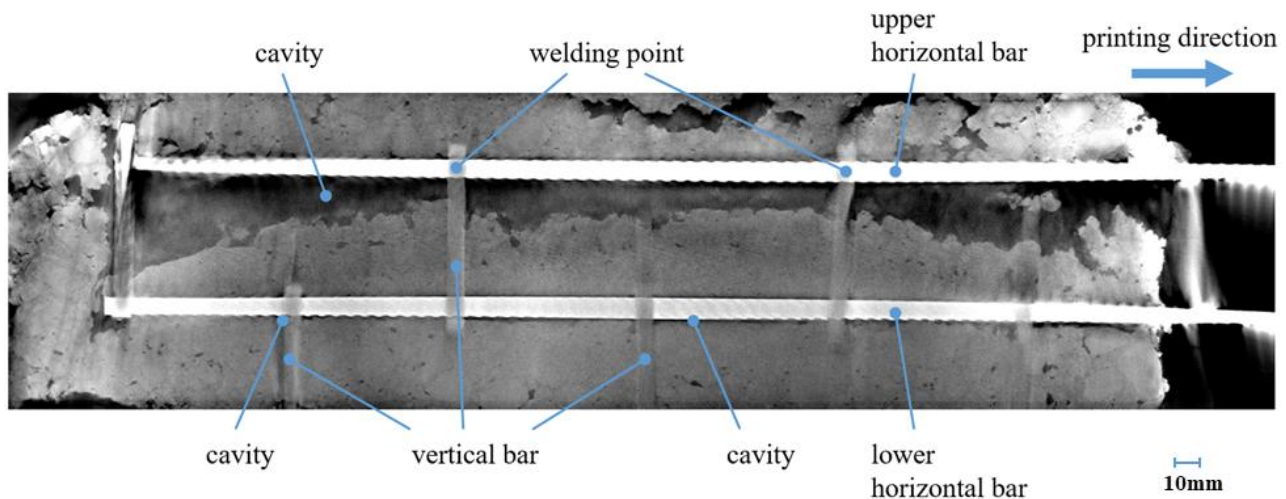 cavity
welding point
upper
horizontal bar
printing direction
cavity
vertical bar
cavity
lower
horizontal bar
10mm